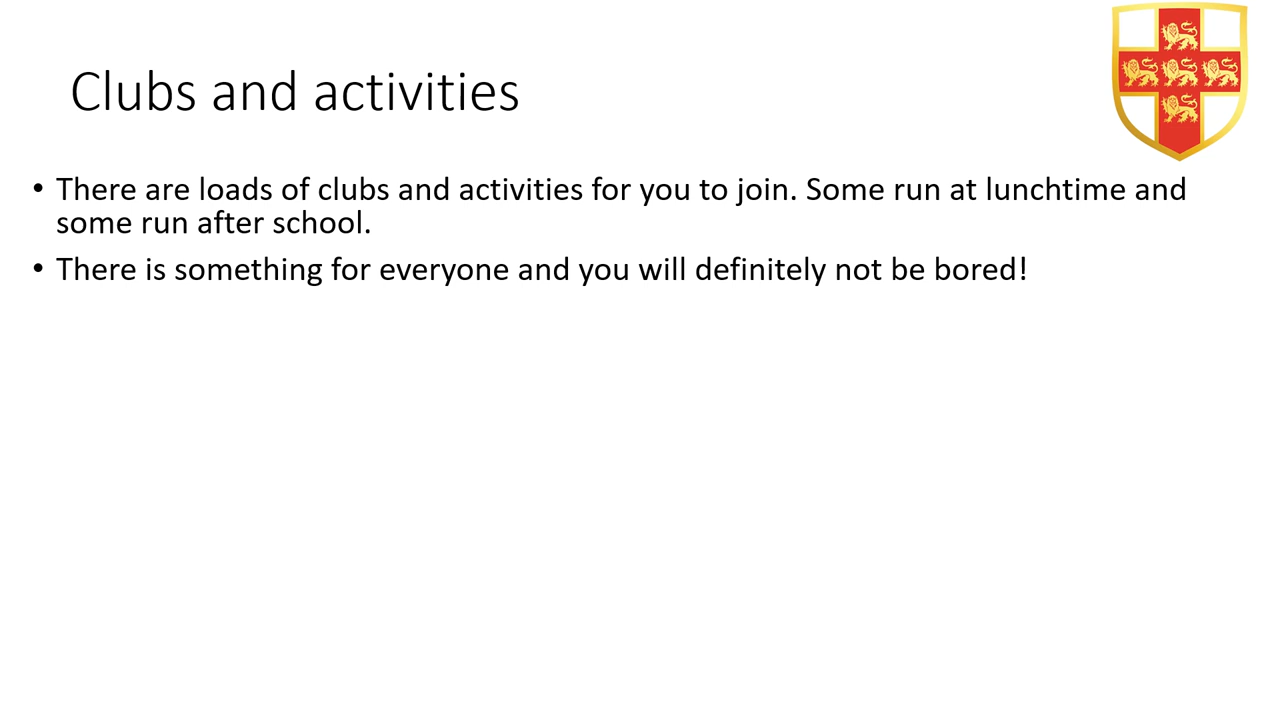 Clubs and activities
• There are loads of clubs and activities for you to join. Some run at lunchtime and
some run after school.
• There is something for everyone and you will definitely not be bored!